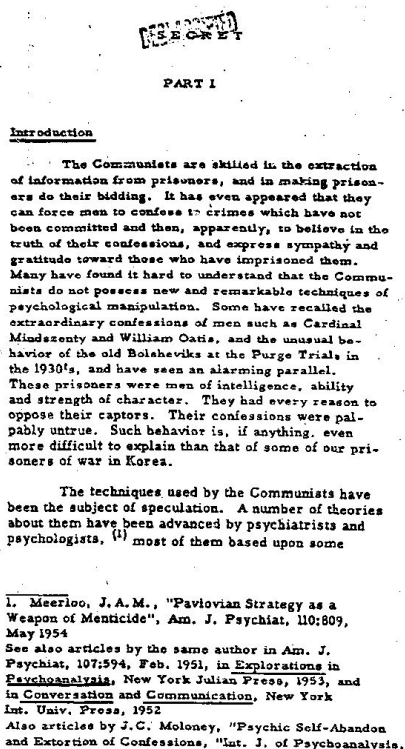 SECRET
PART I
Introduction
The Communists are skilled in the extraction
of information from prisoners, and in making prison-
ers do their bidding. It has even appeared that they
can force men to confess to crimes which have not
been committed and then, apparently, to believe in the
truth of their confessions, and express sympathy and
gratitude toward those who have imprisoned them.
Many have found it hard to understand that the Commu-
nists do not possess new and remarkable techniques of
psychological manipulation. Some have recalled the
extraordinary confessions of men such as Cardinal
Mindszenty and William Oatis, and the unusual be-
havior of the old Bolsheviks at the Purge Trials in
the 1930's, and have seen an alarming parallel.
These prisoners were men of intelligence, ability
and strength of character. They had every reason to
oppose their captors. Their confessions were pal-
pably untrue. Such behavior is, if anything, even
more difficult to explain than that of some of our pri-
soners of war in Korea.
The techniques used by the Communists have
been the subject of speculation. A number of theories
about them have been advanced by psychiatrists and
psychologists, (1) most of them based upon some
1. Meerloo, J.A.M., "Pavlovian Strategy as a
Weapon of Menticide", Am. J. Psychiat, 110:809,
May 1954
See also articles by the same author in Am. J.
Psychiat, 107:594, Feb. 1951, in Explorations in
Psychoanalysis, New York Julian Press, 1953, and
in Conversation and Communication, New York
Int. Univ. Press, 1952
Also articles by J.C. Moloney, "Psychic Self-Abandon
and Extortion of Confessions, "Int. J. of Psychoanalysis,